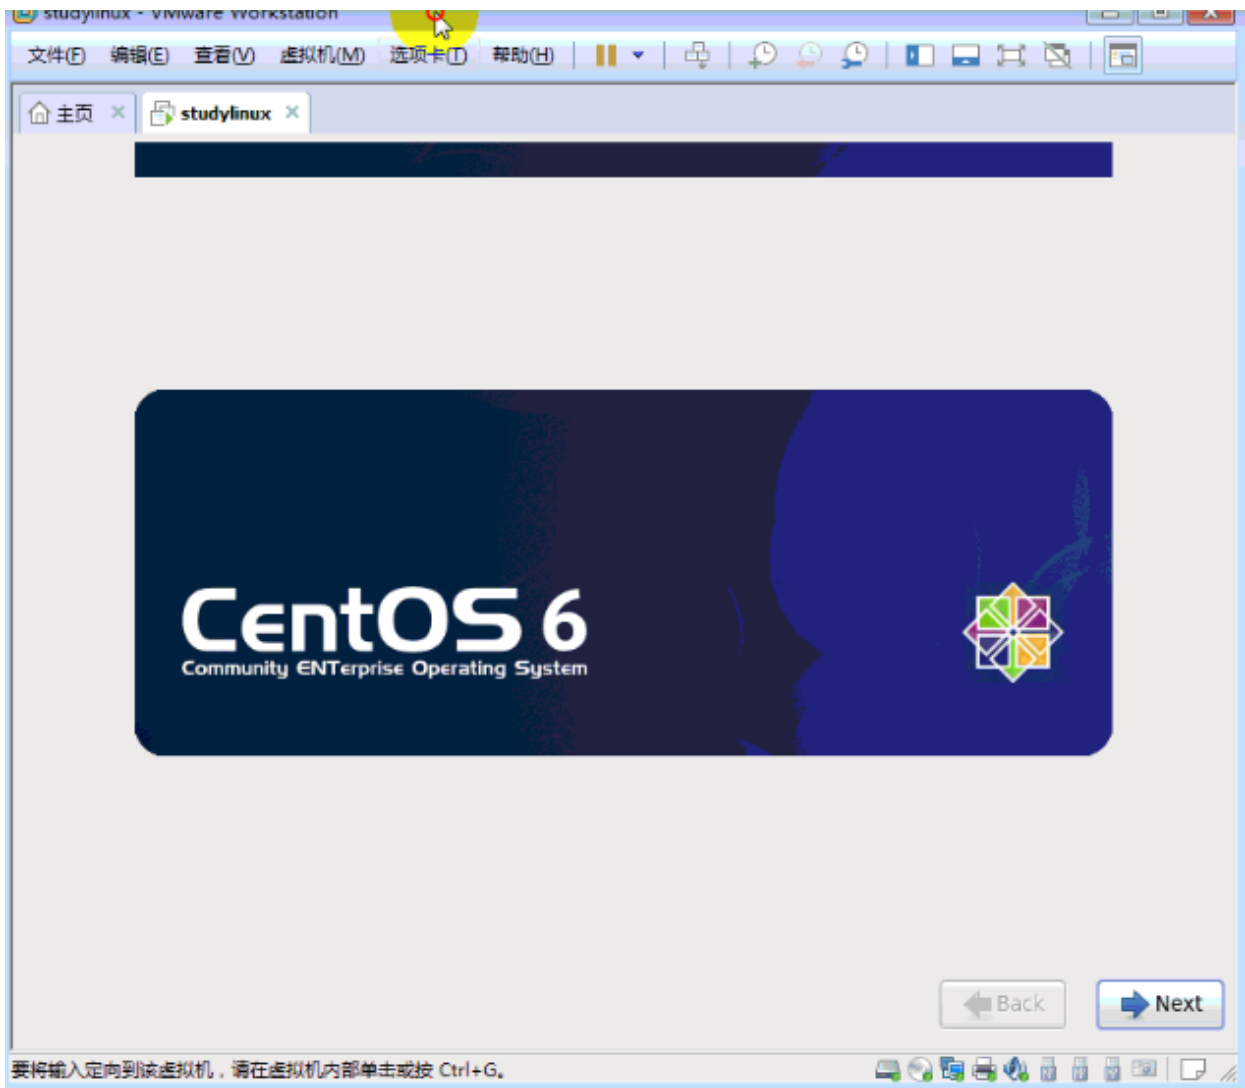 studylinux - VMware Workstation
文件(F) 编辑(E) 查看(V) 虚拟机(M) 选项卡(T) 帮助(H)
主页 studylinux
CentOS 6
Community ENTerprise Operating System
Back Next
要将输入定向到该虚拟机，请在虚拟机内部单击或按 Ctrl+G。